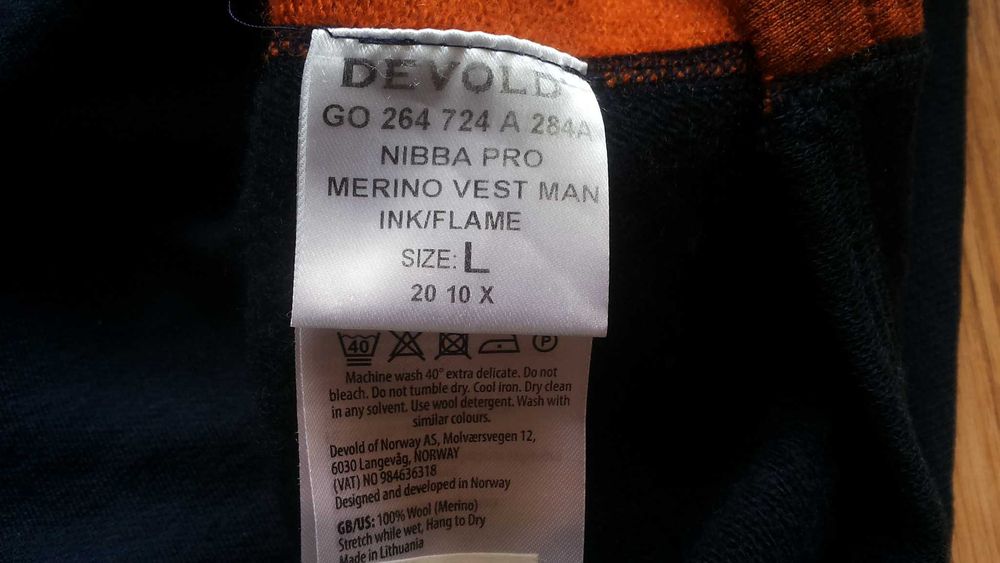 DEVOLD
GO 264 724 A 284A
NIBBA PRO
MERINO VEST MAN
INK/FLAME
SIZE: L
20 10 X
40 P
Machine wash 40° extra delicate. Do not
bleach. Do not tumble dry. Cool iron. Dry clean
in any solvent. Use wool detergent. Wash with
similar colours.
Devold of Norway AS, Molværsvegen 12,
6030 Langevåg, NORWAY
(VAT) NO 984636318
Designed and developed in Norway
GB/US: 100% Wool (Merino)
Stretch while wet, Hang to Dry
Made in Lithuania